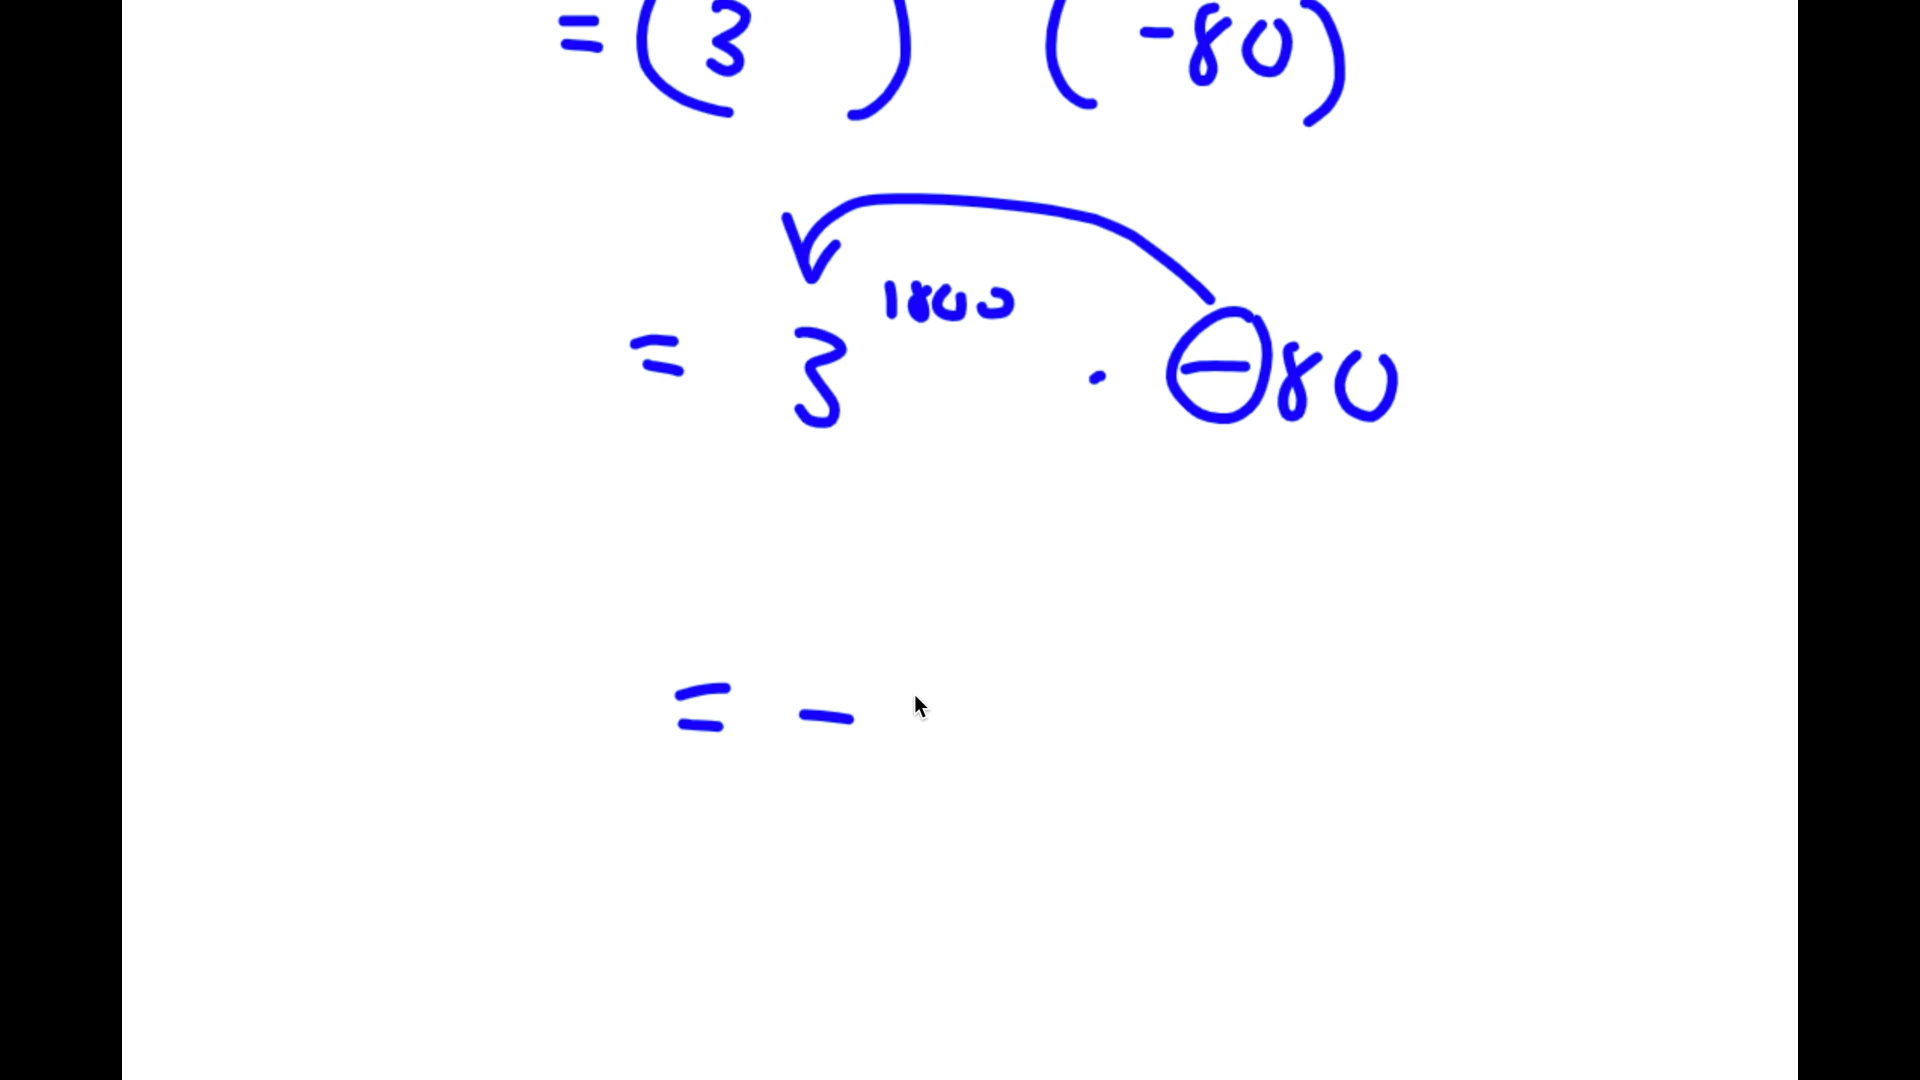 = (3 ) (-80)
= 3^1800 · -80
= -